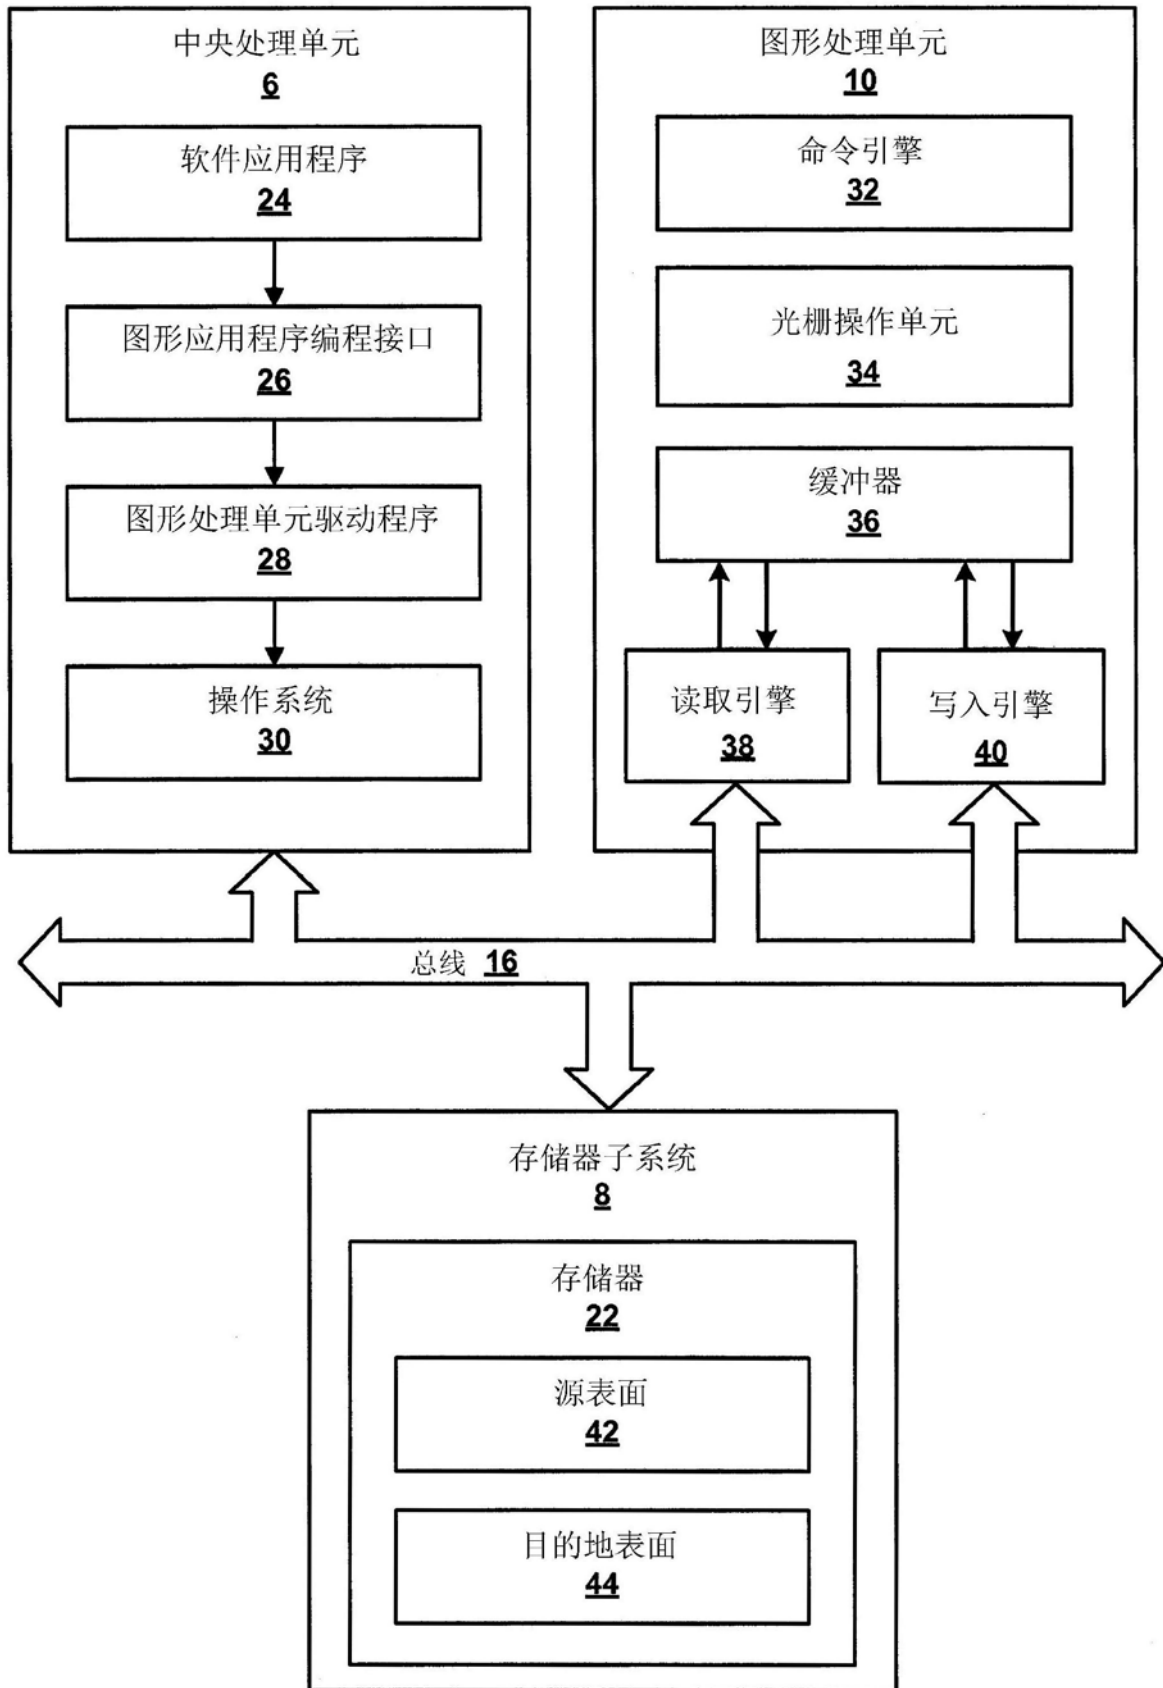 中央处理单元
6
软件应用程序
24
图形应用程序编程接口
26
图形处理单元驱动程序
28
操作系统
30
图形处理单元
10
命令引擎
32
光栅操作单元
34
缓冲器
36
读取引擎
38
写入引擎
40
总线 16
存储器子系统
8
存储器
22
源表面
42
目的地表面
44